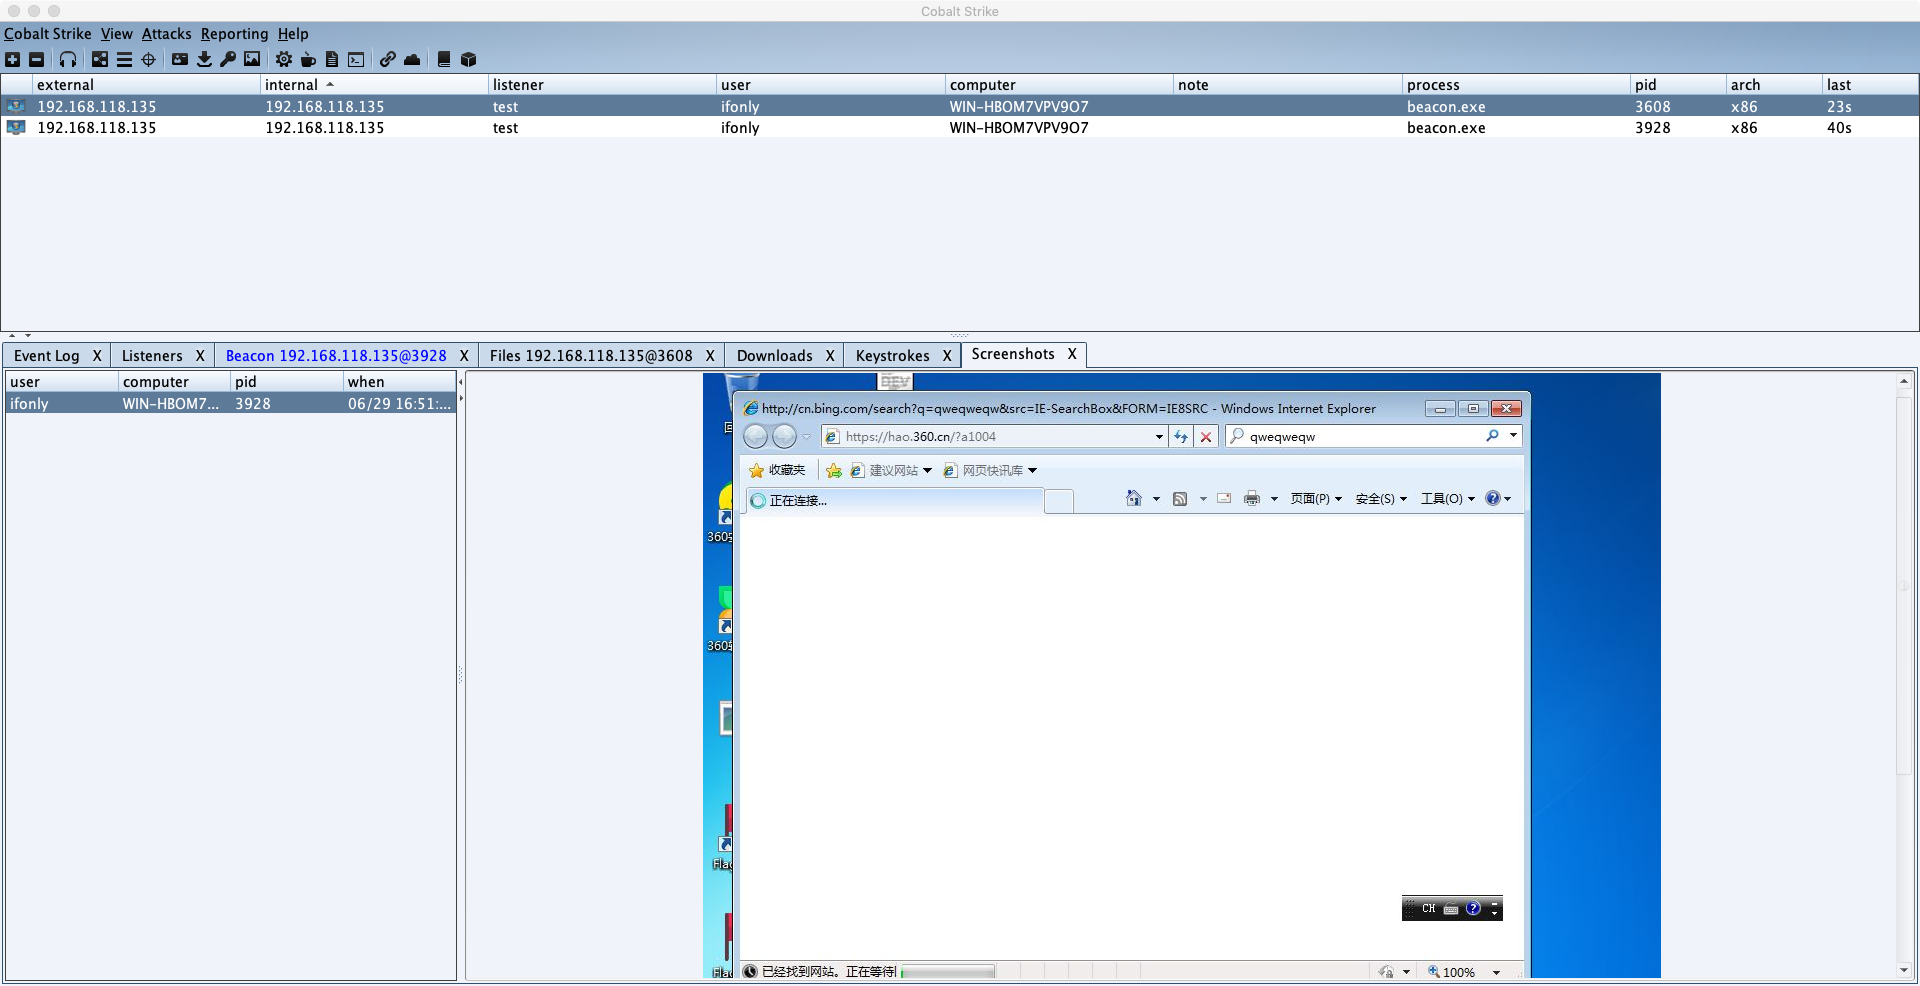 Cobalt Strike
Cobalt Strike View Attacks Reporting Help
external internal listener user computer note process pid arch last
192.168.118.135 192.168.118.135 test ifonly WIN-HBOM7VPV9O7 beacon.exe 3608 x86 23s
192.168.118.135 192.168.118.135 test ifonly WIN-HBOM7VPV9O7 beacon.exe 3928 x86 40s
Event Log X Listeners X Beacon 192.168.118.135@3928 X Files 192.168.118.135@3608 X Downloads X Keystrokes X Screenshots X
user computer pid when
ifonly WIN-HBOM7... 3928 06/29 16:51:...
DEV
http://cn.bing.com/search?q=qweqweqw&src=IE-SearchBox&FORM=IE8SRC - Windows Internet Explorer
https://hao.360.cn/?a1004 qweqweqw
收藏夹 建议网站 网页快讯库
正在连接... 页面(P) 安全(S) 工具(O)
CH
已经找到网站。正在等待 100%